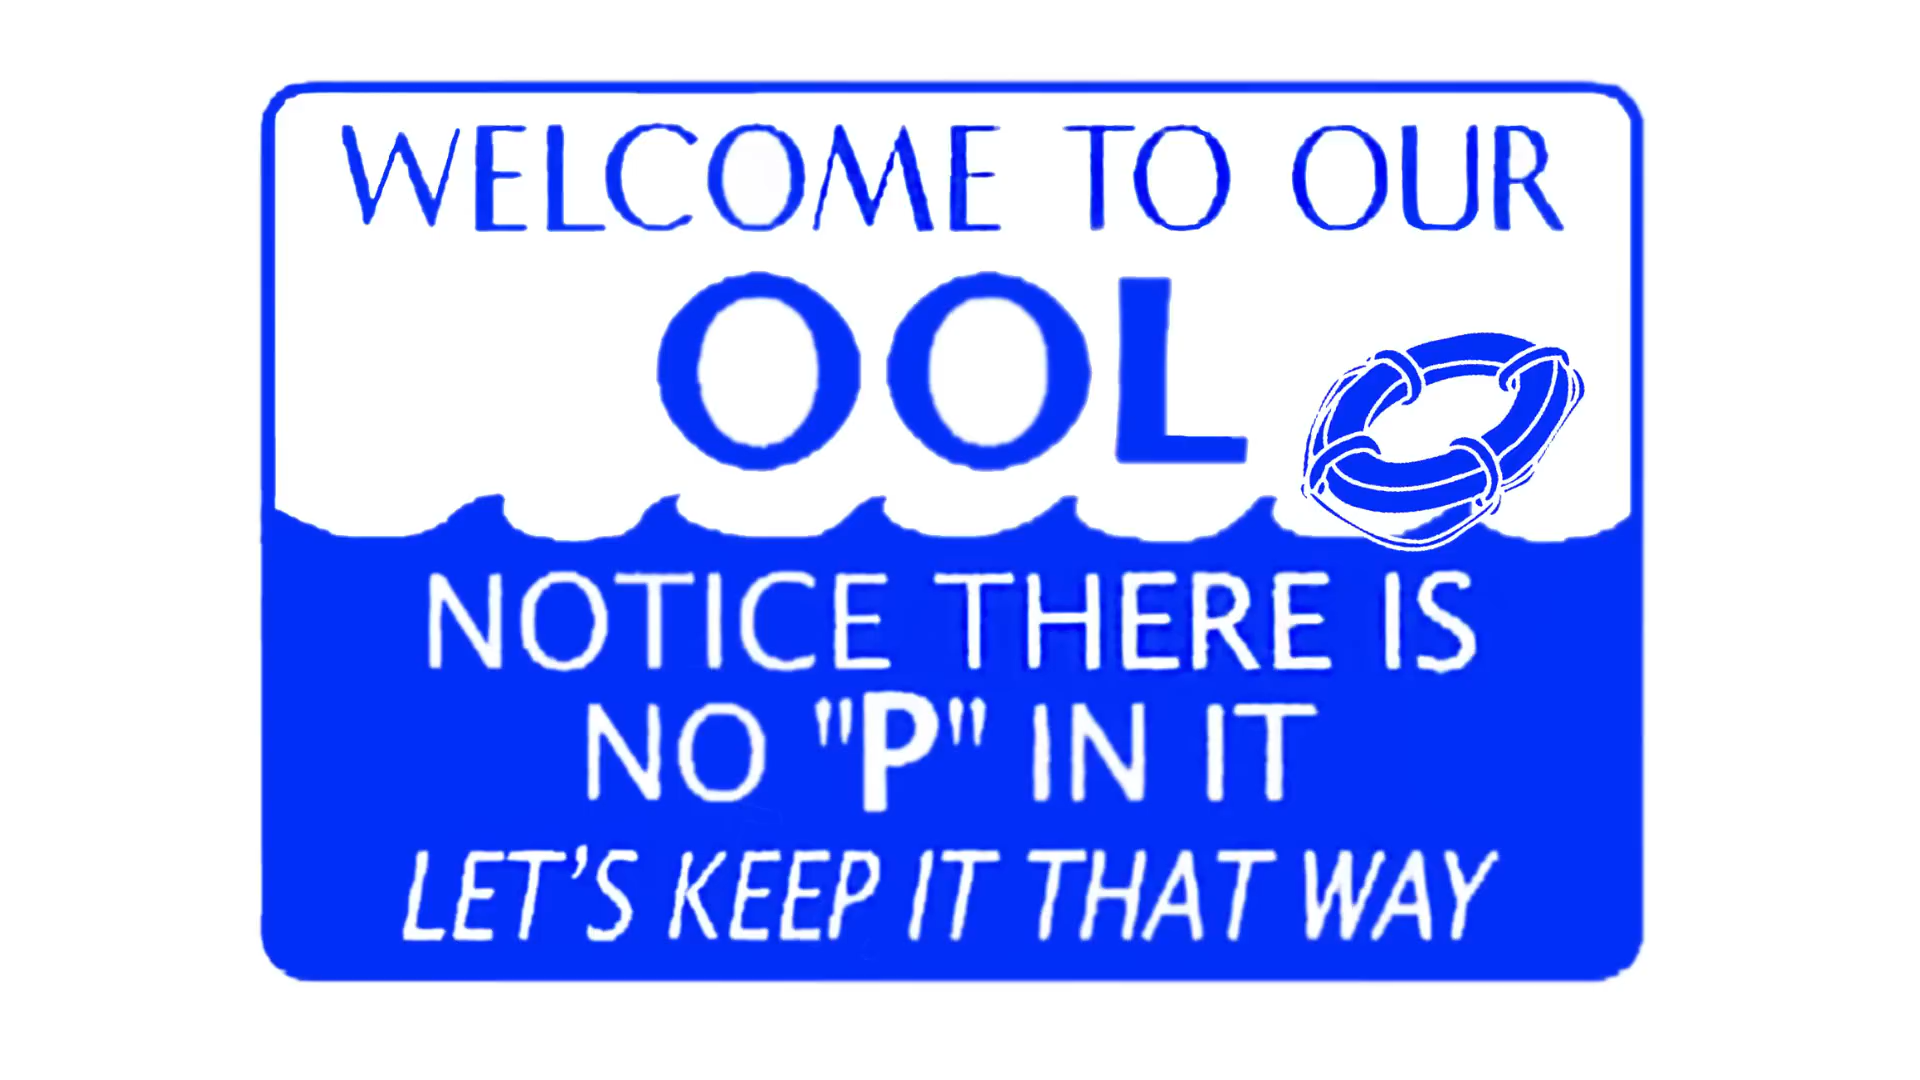 WELCOME TO OUR
OOL
NOTICE THERE IS
NO "P" IN IT
LET'S KEEP IT THAT WAY